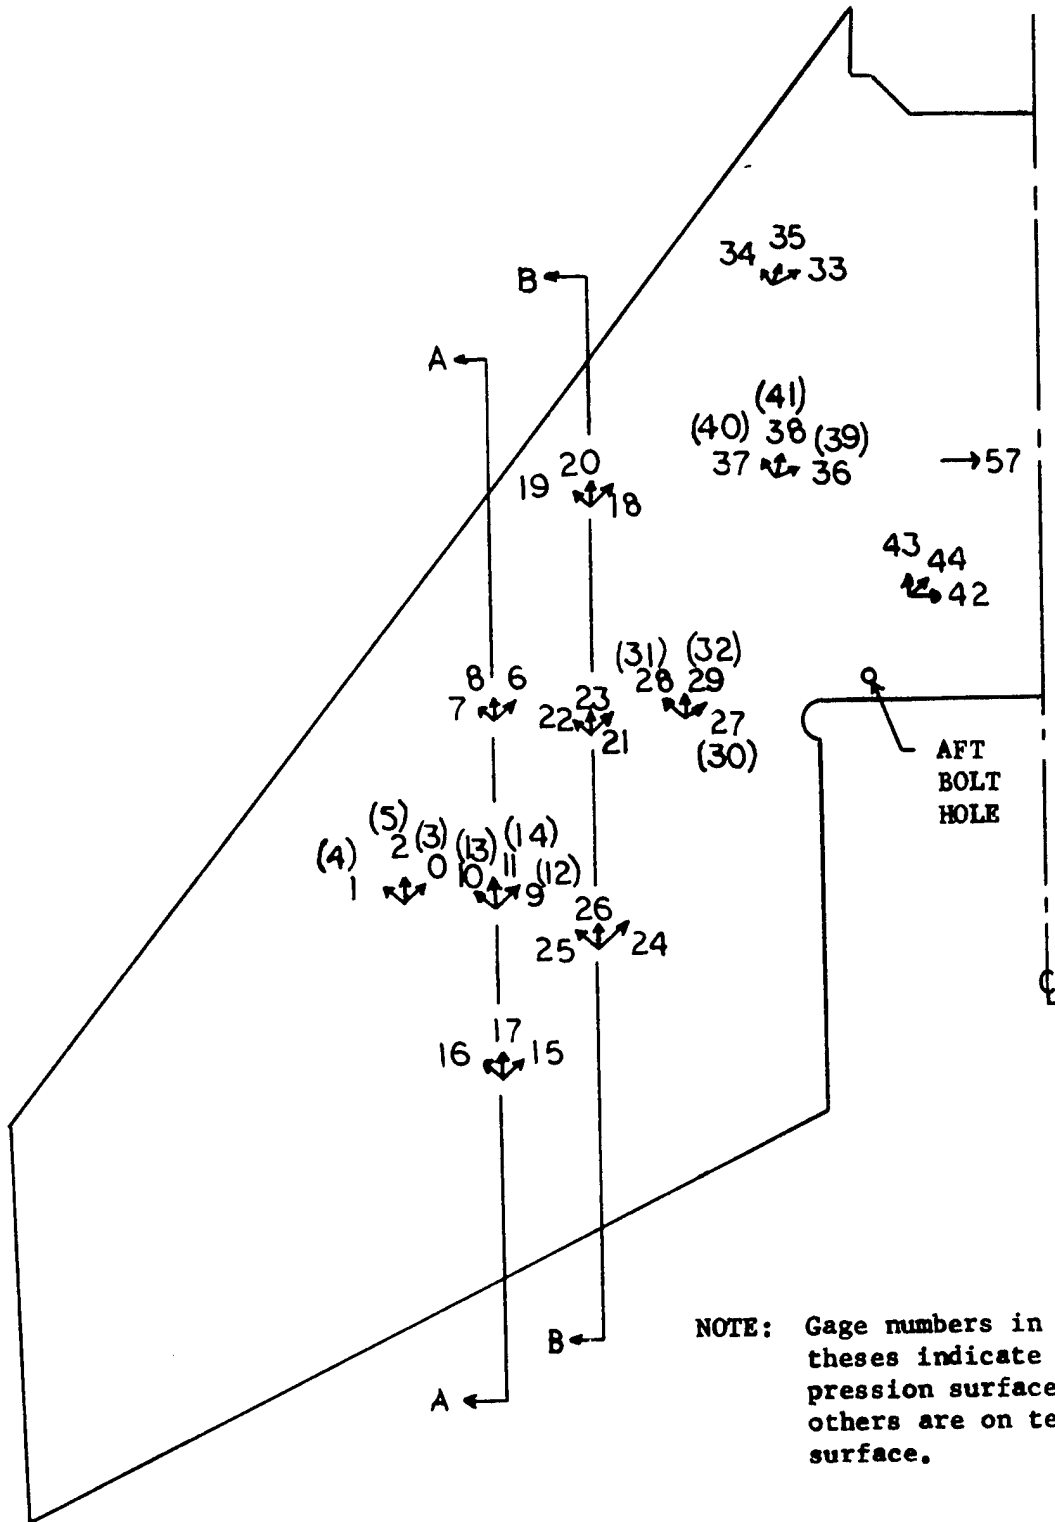 35
34 33
B
A
(41)
(40) 38 (39)
37 36 57
20
19 18
43 44
42
(31) (32)
8 6 28 29
7 22 23 27
21 (30)
AFT
BOLT
HOLE
(5)
(4) 2 (3) (13) (14)
1 0 10 11 (12)
9
26
25 24
17
16 15
℄
B
A
NOTE: Gage numbers in
theses indicate
pression surface
others are on te
surface.